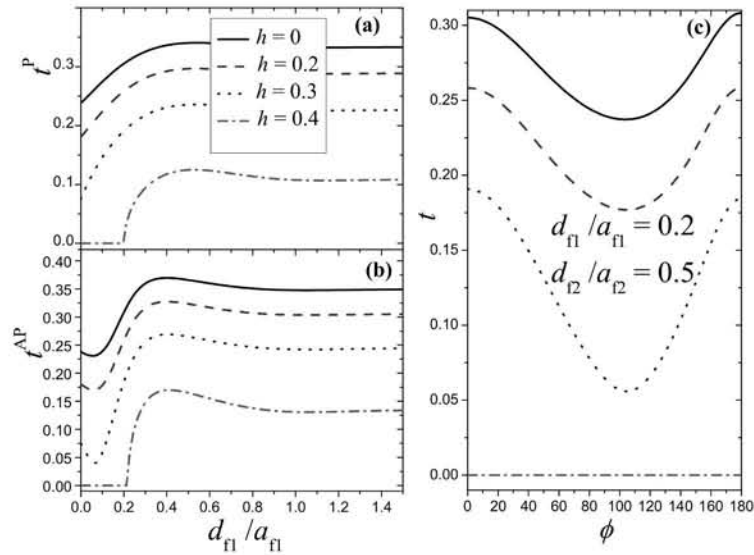 (a)
h = 0
h = 0.2
h = 0.3
h = 0.4
t^P
0.3
0.2
0.1
0.0
(b)
t^AP
0.40
0.35
0.30
0.25
0.20
0.15
0.10
0.05
0.00
0.0 0.2 0.4 0.6 0.8 1.0 1.2 1.4
d_f1/a_f1
(c)
t
0.30
0.25
0.20
0.15
0.10
0.05
0.00
d_f1/a_f1 = 0.2
d_f2/a_f2 = 0.5
0 20 40 60 80 100 120 140 160 180
ϕ